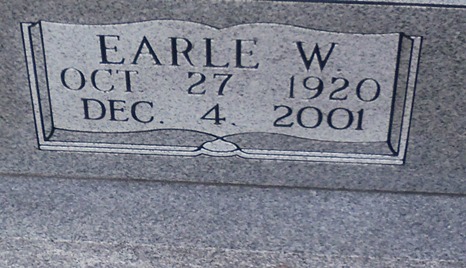 EARLE W.
OCT 27 1920
DEC. 4. 2001